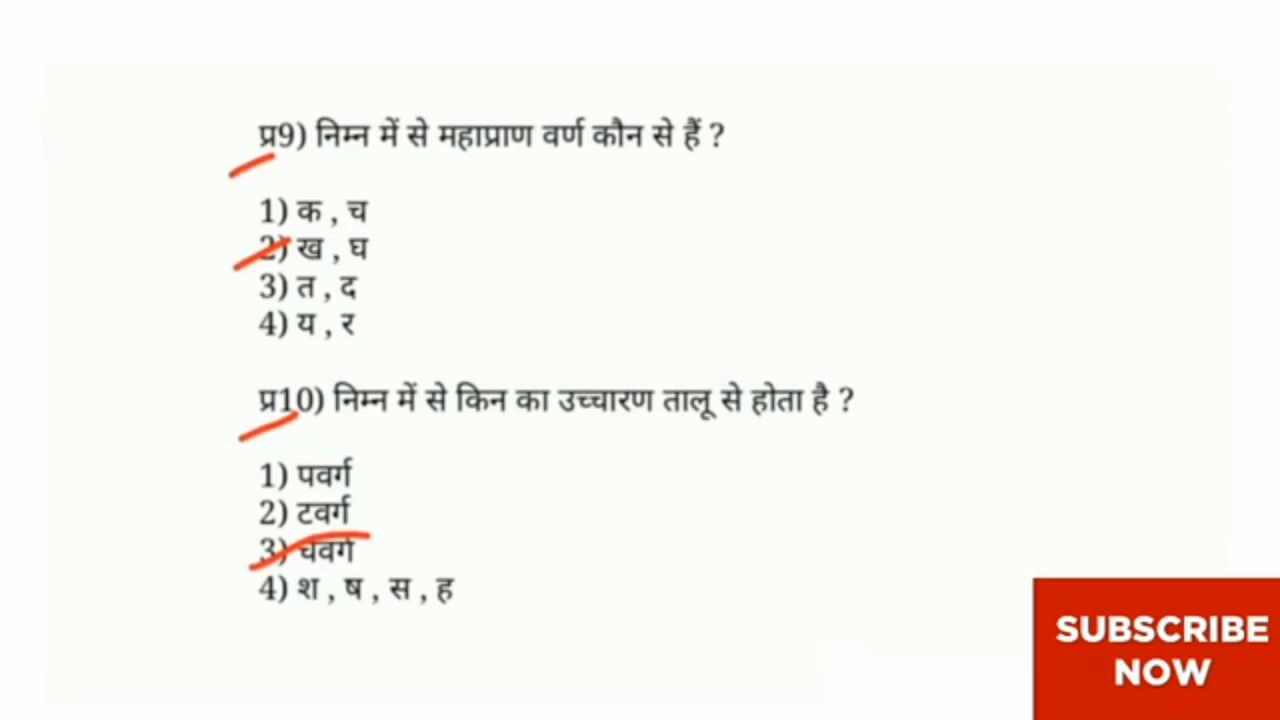 प्र9) निम्न में से महाप्राण वर्ण कौन से हैं ?
1) क , च
2) ख , घ
3) त , द
4) य , र
प्र10) निम्न में से किन का उच्चारण तालू से होता है ?
1) पवर्ग
2) टवर्ग
3) चवर्ग
4) श , ष , स , ह
SUBSCRIBE
NOW